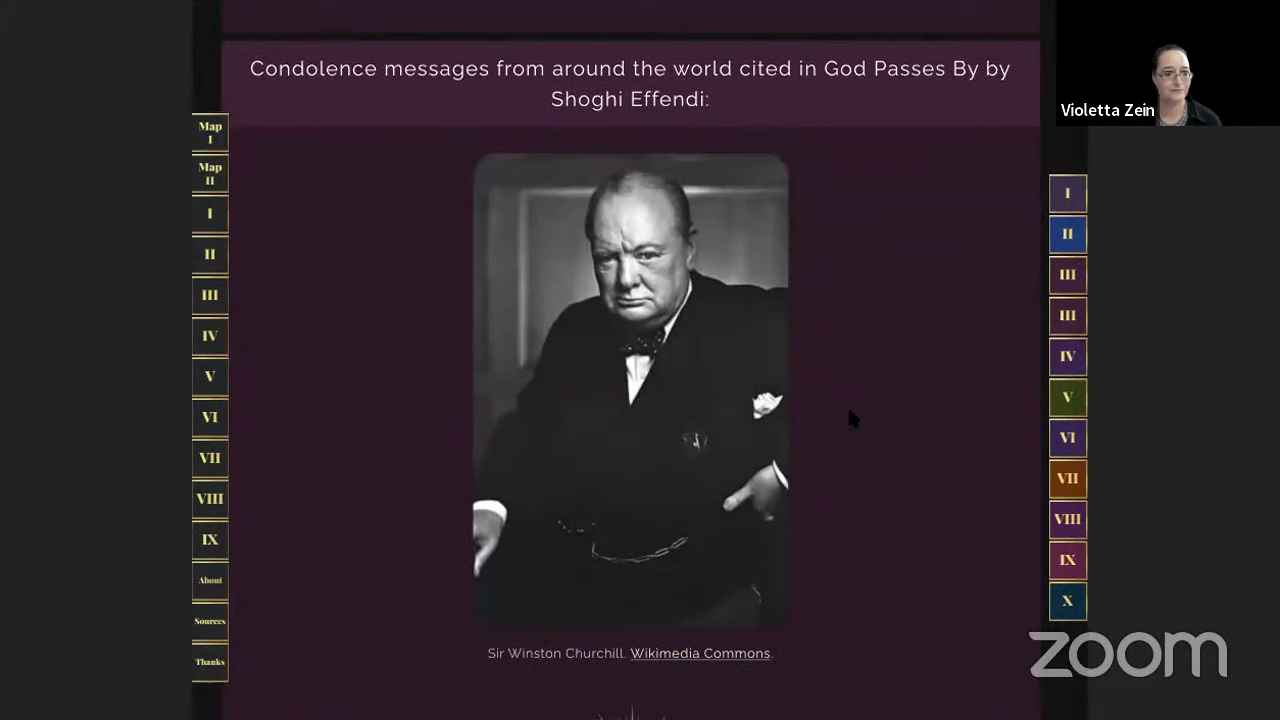 Condolence messages from around the world cited in God Passes By by
Shoghi Effendi:
Violetta Zein
Map
I
Map
II
I
II
III
IV
V
VI
VII
VIII
IX
About
Sources
Thanks
I
II
III
III
IV
V
VI
VII
VIII
IX
X
Sir Winston Churchill. Wikimedia Commons.
zoom